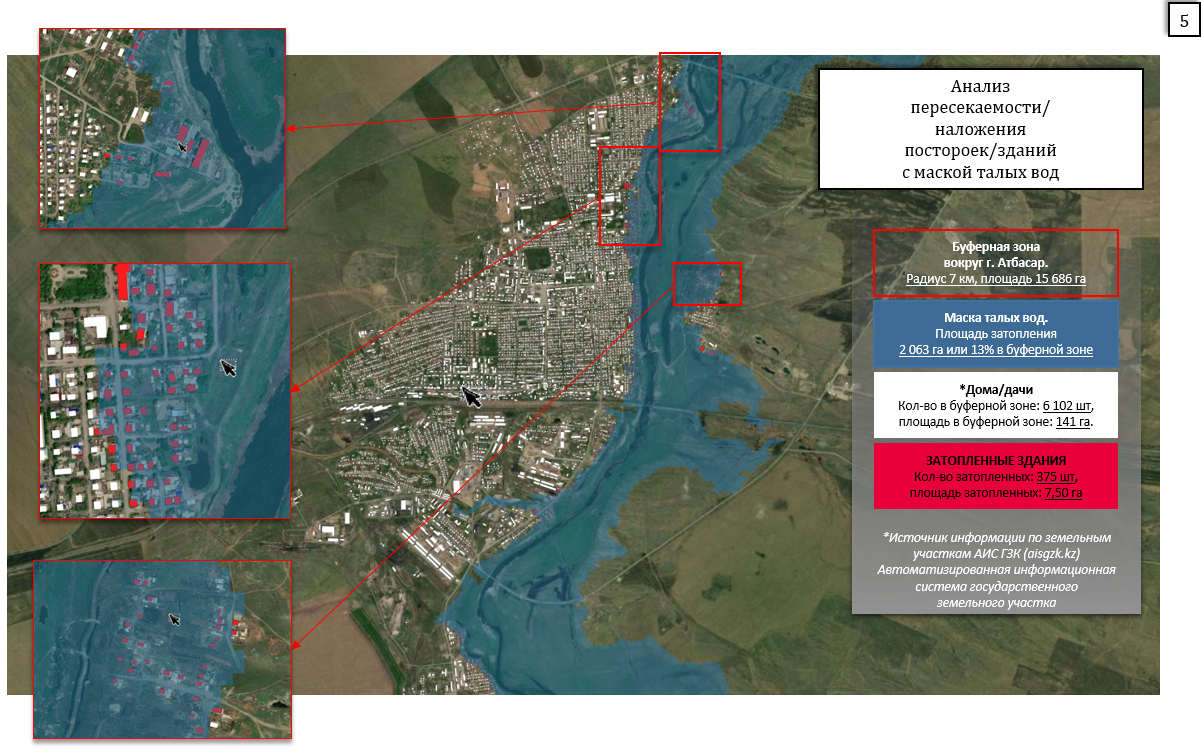 5
Анализ
пересекаемости/
наложения
постороек/зданий
с маской талых вод
Буферная зона
вокруг г. Атбасар.
Радиус 7 км, площадь 15 686 га
Маска талых вод.
Площадь затопления
2 063 га или 13% в буферной зоне
*Дома/дачи
Кол-во в буферной зоне: 6 102 шт,
площадь в буферной зоне: 141 га.
ЗАТОПЛЕННЫЕ ЗДАНИЯ
Кол-во затопленных: 375 шт,
площадь затопленных: 7,50 га
*Источник информации по земельным
участкам АИС ГЗК (aisgzk.kz)
Автоматизированная информационная
система государственного
земельного участка